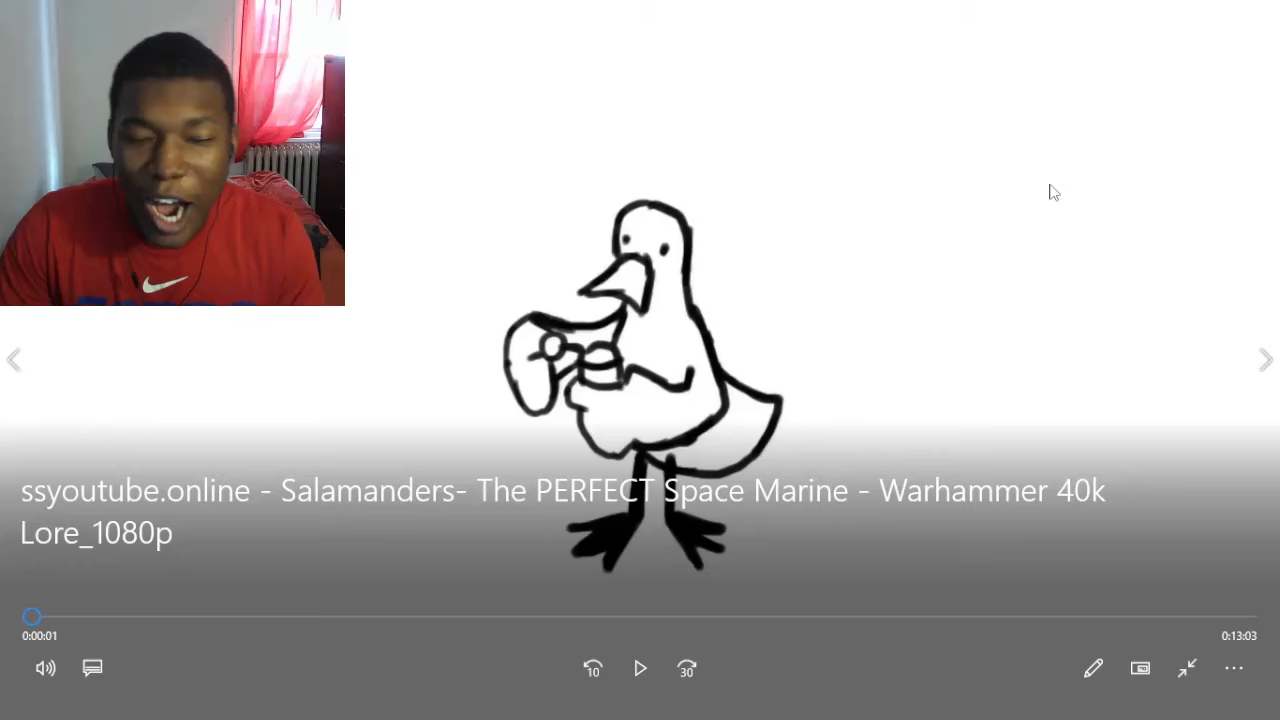 ssyoutube.online - Salamanders- The PERFECT Space Marine - Warhammer 40k
Lore_1080p
0:00:01
0:13:03
10
30